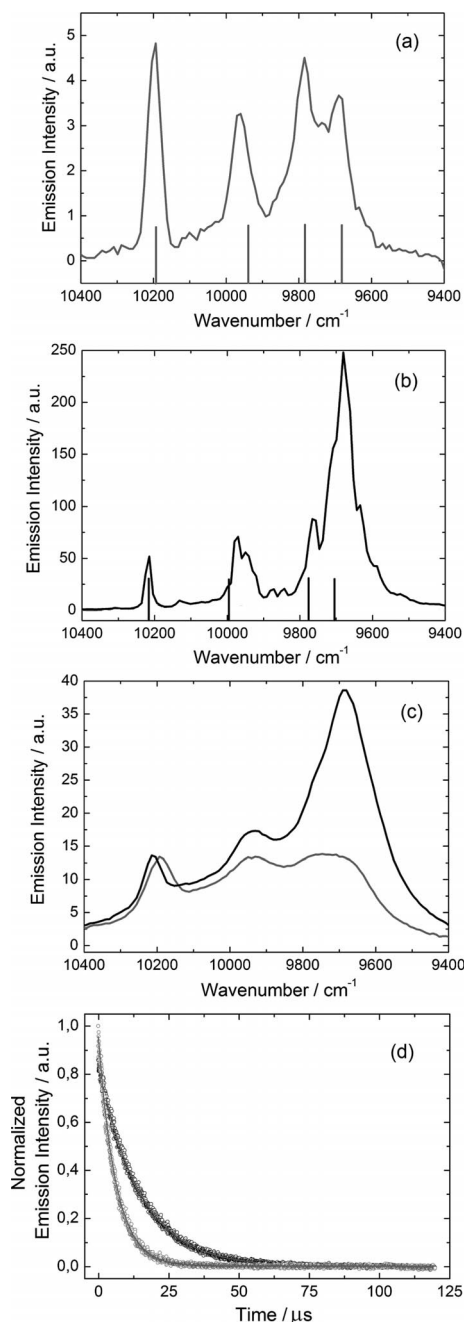 (a)
Emission Intensity / a.u.
5
4
3
2
1
0
10400 10200 10000 9800 9600 9400
Wavenumber / cm⁻¹
(b)
Emission Intensity / a.u.
250
200
150
100
50
0
10400 10200 10000 9800 9600 9400
Wavenumber / cm⁻¹
(c)
Emission Intensity / a.u.
40
35
30
25
20
15
10
5
0
10400 10200 10000 9800 9600 9400
Wavenumber / cm⁻¹
(d)
Normalized
Emission Intensity / a.u.
1,0
0,8
0,6
0,4
0,2
0,0
0 25 50 75 100 125
Time / μs